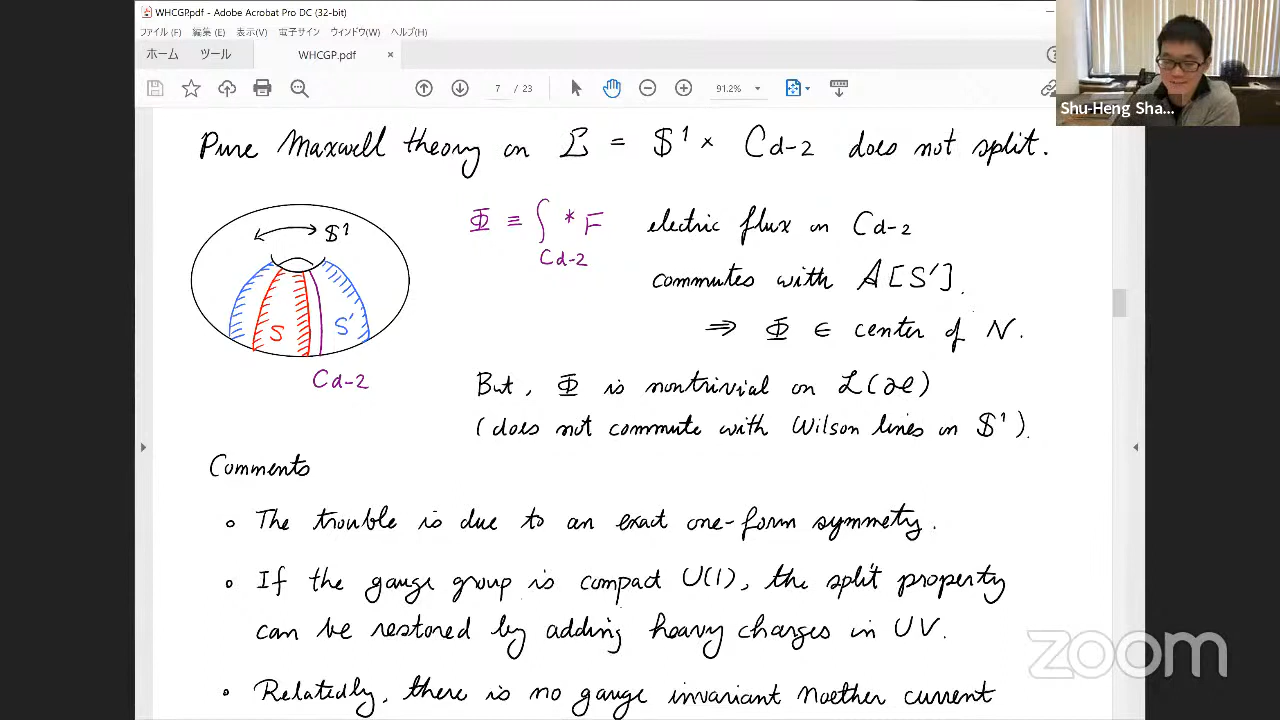 WHCGP.pdf - Adobe Acrobat Pro DC (32-bit)
ファイル(F) 編集(E) 表示(V) 電子サイン ウィンドウ(W) ヘルプ(H)
ホーム ツール WHCGP.pdf ×
7 / 23 91.2%
Shu-Heng Sha...
Pure Maxwell theory on Σ = S¹ × Cd-2 does not split.
S¹
Φ ≡ ∫ *F electric flux on Cd-2
Cd-2
commutes with A[S'].
S S'
⇒ Φ ∈ center of N.
Cd-2
But, Φ is nontrivial on L(∂e)
(does not commute with Wilson lines in S¹).
Comments
∘ The trouble is due to an exact one-form symmety.
∘ If the gauge group is compact U(1), the split property
can be restored by adding heavy charges in UV.
zoom
∘ Relatedly, there is no gauge invariant Noether current